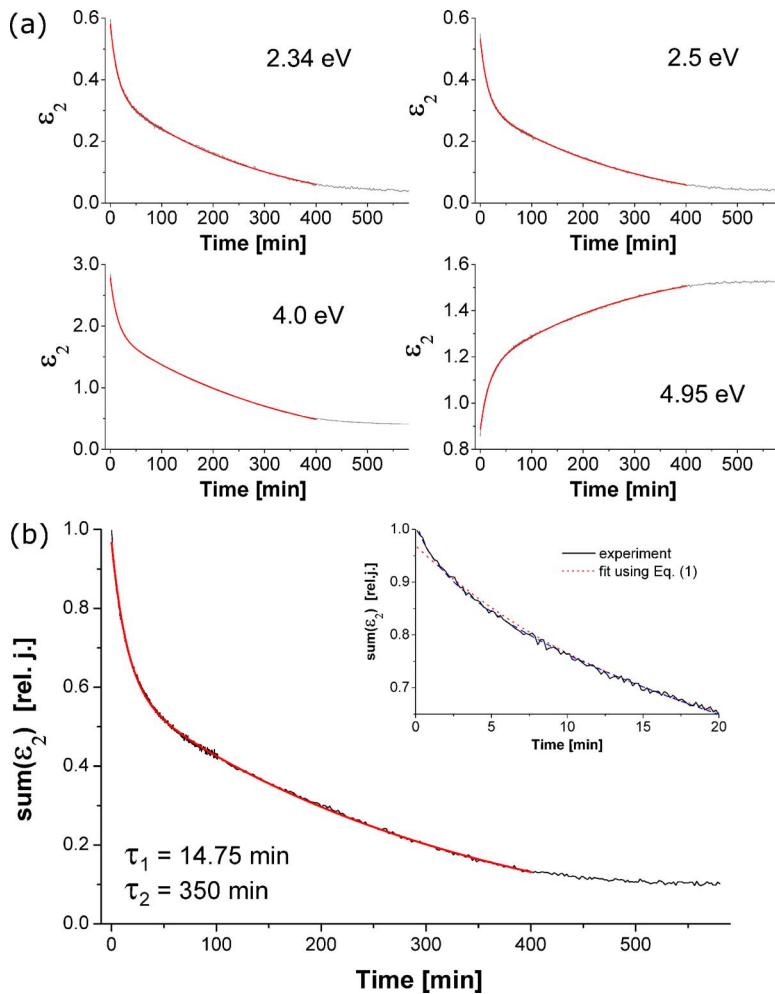 (a)
2.34 eV
ε₂
0.6
0.4
0.2
0.0
0 100 200 300 400 500
Time [min]
2.5 eV
ε₂
0.6
0.4
0.2
0.0
0 100 200 300 400 500
Time [min]
4.0 eV
ε₂
3.0
2.0
1.0
0.0
0 100 200 300 400 500
Time [min]
4.95 eV
ε₂
1.6
1.4
1.2
1.0
0.8
0 100 200 300 400 500
Time [min]
(b)
sum(ε₂) [rel. j.]
1.0
0.8
0.6
0.4
0.2
0.0
τ₁ = 14.75 min
τ₂ = 350 min
0 100 200 300 400 500
Time [min]
sum(ε₂) [rel.j.]
1.0
0.9
0.8
0.7
experiment
fit using Eq. (1)
0 5 10 15 20
Time [min]